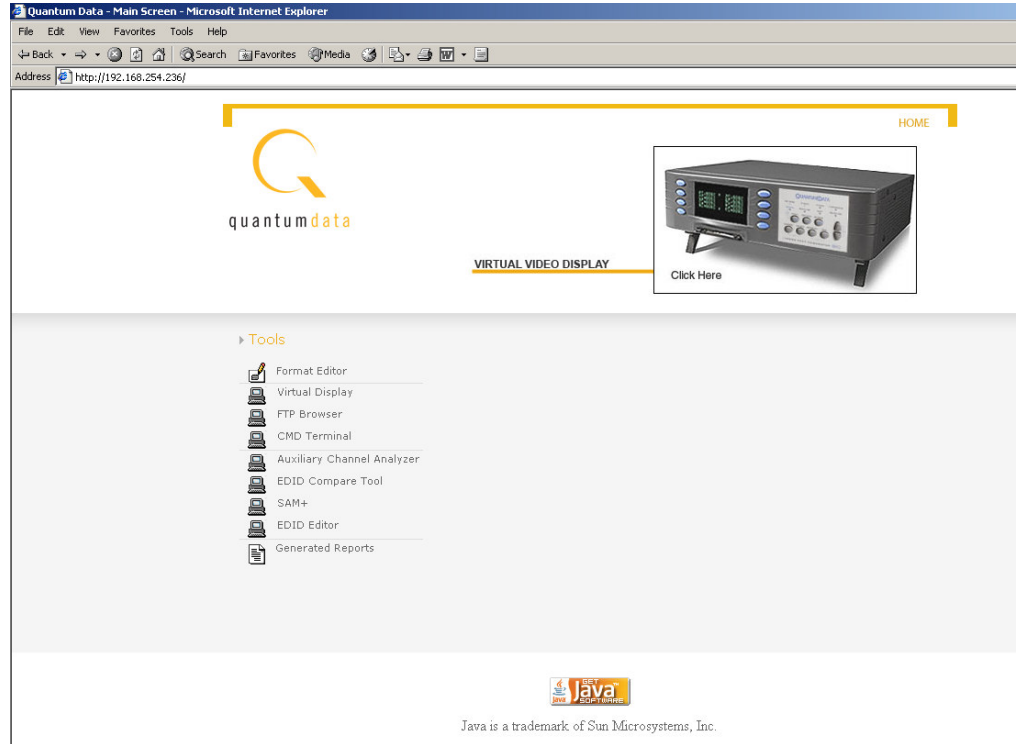 Quantum Data - Main Screen - Microsoft Internet Explorer
File Edit View Favorites Tools Help
Back Search Favorites Media
Address http://192.168.254.236/
HOME
quantumdata
VIRTUAL VIDEO DISPLAY
Click Here
Tools
Format Editor
Virtual Display
FTP Browser
CMD Terminal
Auxiliary Channel Analyzer
EDID Compare Tool
SAM+
EDID Editor
Generated Reports
GET
Java
SOFTWARE
Java is a trademark of Sun Microsystems, Inc.